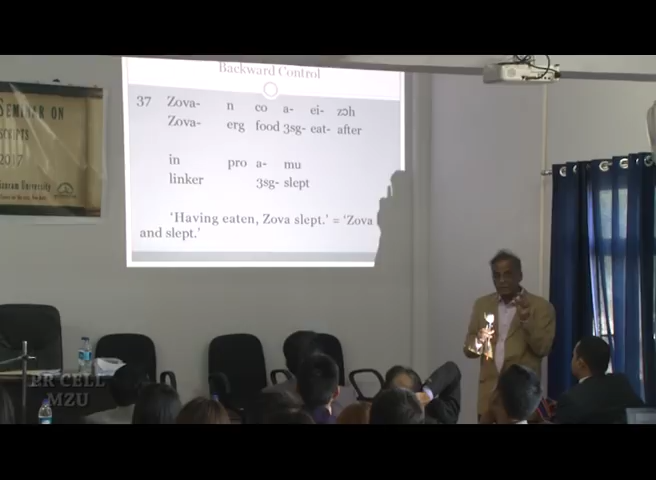 Backward Control
37 Zova- n co a- ei- zɔh
Zova- erg food 3sg- eat- after
in pro a- mu
linker 3sg- slept
'Having eaten, Zova slept.' = 'Zova
and slept.'
SEMINAR ON
2017
University
PR CELL
MZU